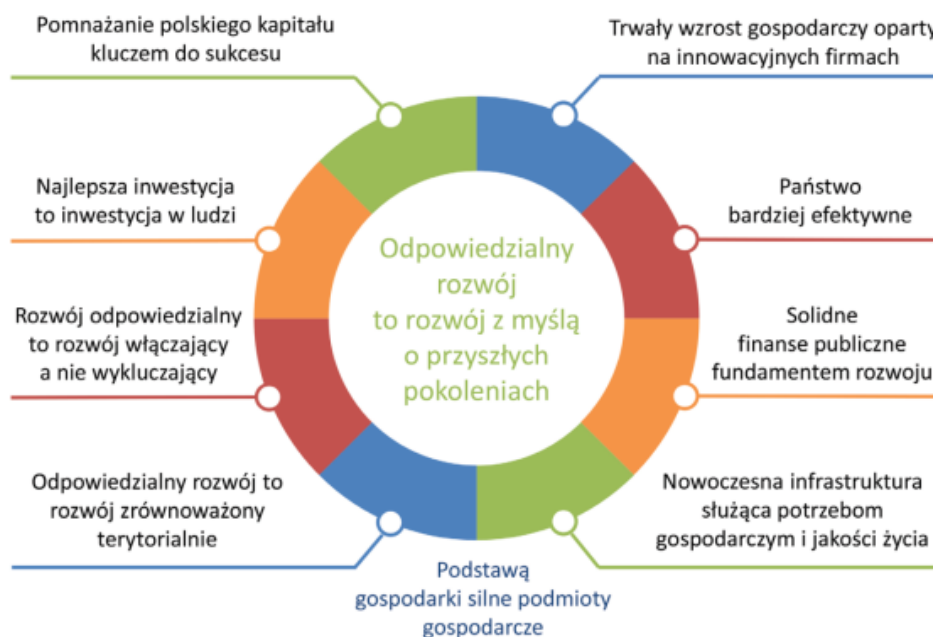 Pomnażanie polskiego kapitału
kluczem do sukcesu
Trwały wzrost gospodarczy oparty
na innowacyjnych firmach
Najlepsza inwestycja
to inwestycja w ludzi
Państwo
bardziej efektywne
Odpowiedzialny
rozwój
to rozwój z myślą
o przyszłych
pokoleniach
Rozwój odpowiedzialny
to rozwój włączający
a nie wykluczający
Solidne
finanse publiczne
fundamentem rozwoju
Odpowiedzialny rozwój to
rozwój zrównoważony
terytorialnie
Nowoczesna infrastruktura
służąca potrzebom
gospodarczym i jakości życia
Podstawą
gospodarki silne podmioty
gospodarcze